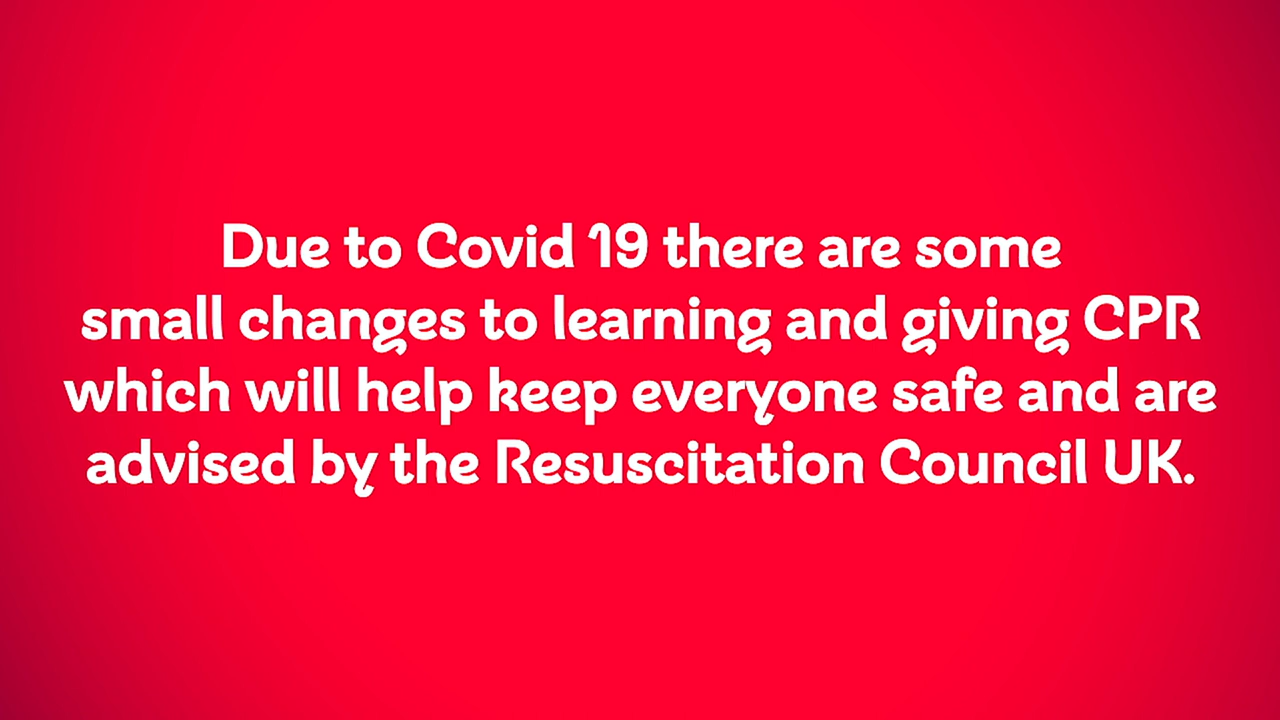 Due to Covid 19 there are some
small changes to learning and giving CPR
which will help keep everyone safe and are
advised by the Resuscitation Council UK.